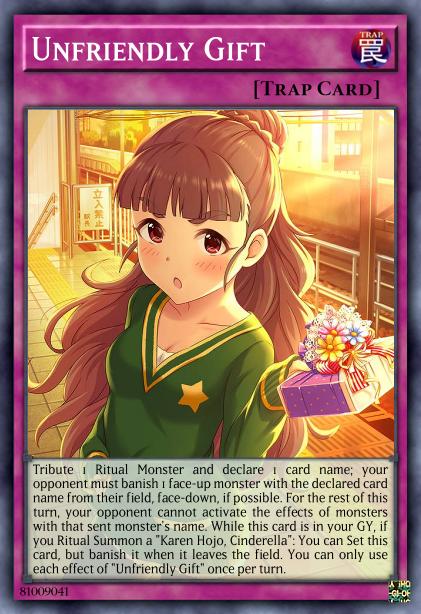 Unfriendly Gift
TRAP
罠
[Trap Card]
立入禁止
駅長
Tribute 1 Ritual Monster and declare 1 card name; your
opponent must banish 1 face-up monster with the declared card
name from their field, face-down, if possible. For the rest of this
turn, your opponent cannot activate the effects of monsters
with that sent monster's name. While this card is in your GY, if
you Ritual Summon a "Karen Hojo, Cinderella": You can Set this
card, but banish it when it leaves the field. You can only use
each effect of "Unfriendly Gift" once per turn.
81009041